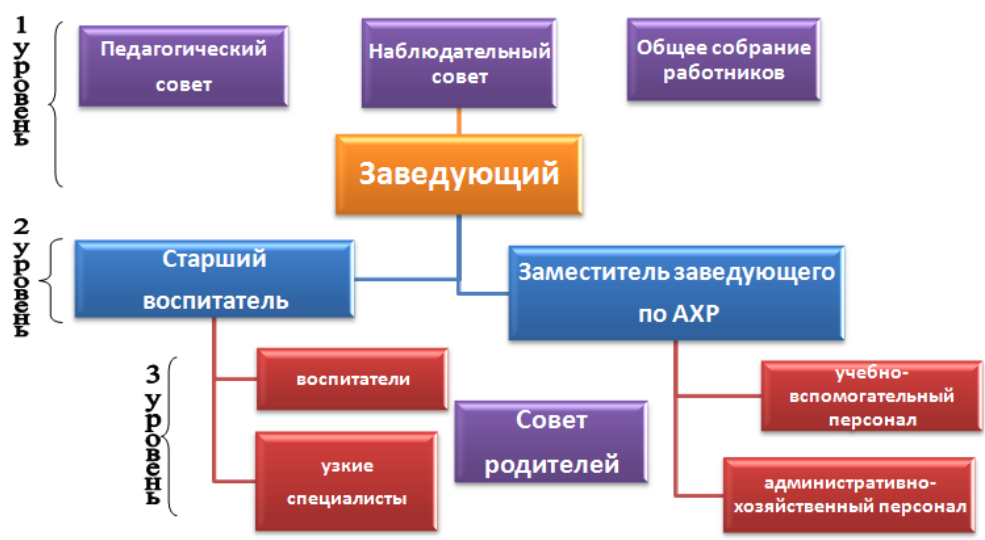 1 уровень
Педагогический
совет
Наблюдательный
совет
Общее собрание
работников
Заведующий
2 уровень
Старший
воспитатель
Заместитель заведующего
по АХР
3 уровень
воспитатели
узкие
специалисты
Совет
родителей
учебно-
вспомогательный
персонал
административно-
хозяйственный персонал